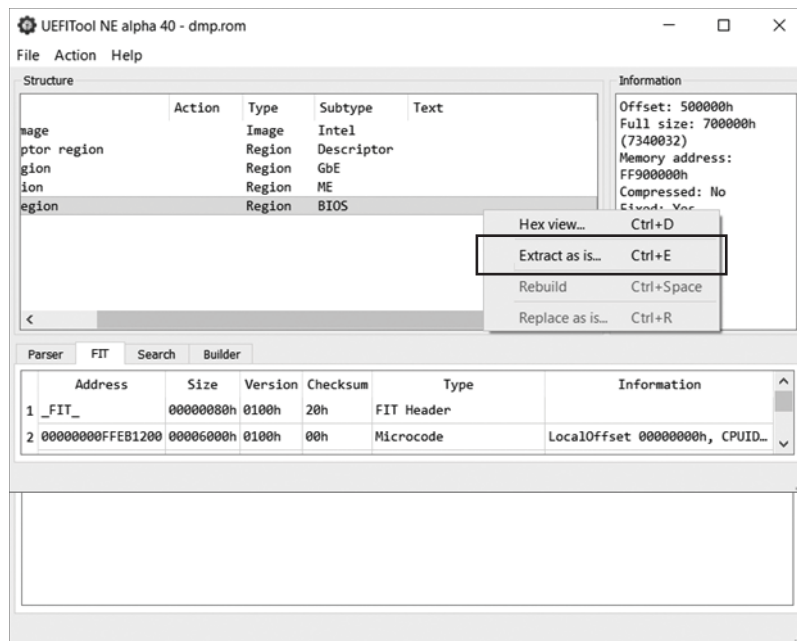 UEFITool NE alpha 40 - dmp.rom
File Action Help
Structure
Action Type Subtype Text
mage Image Intel
ptor region Region Descriptor
gion Region GbE
ion Region ME
egion Region BIOS
Information
Offset: 500000h
Full size: 700000h
(7340032)
Memory address:
FF900000h
Compressed: No
Fixed: Yes
Hex view... Ctrl+D
Extract as is... Ctrl+E
Rebuild Ctrl+Space
Replace as is... Ctrl+R
Parser FIT Search Builder
Address Size Version Checksum Type Information
1 _FIT_ 00000080h 0100h 20h FIT Header
2 00000000FFEB1200 00006000h 0100h 00h Microcode LocalOffset 00000000h, CPUID...